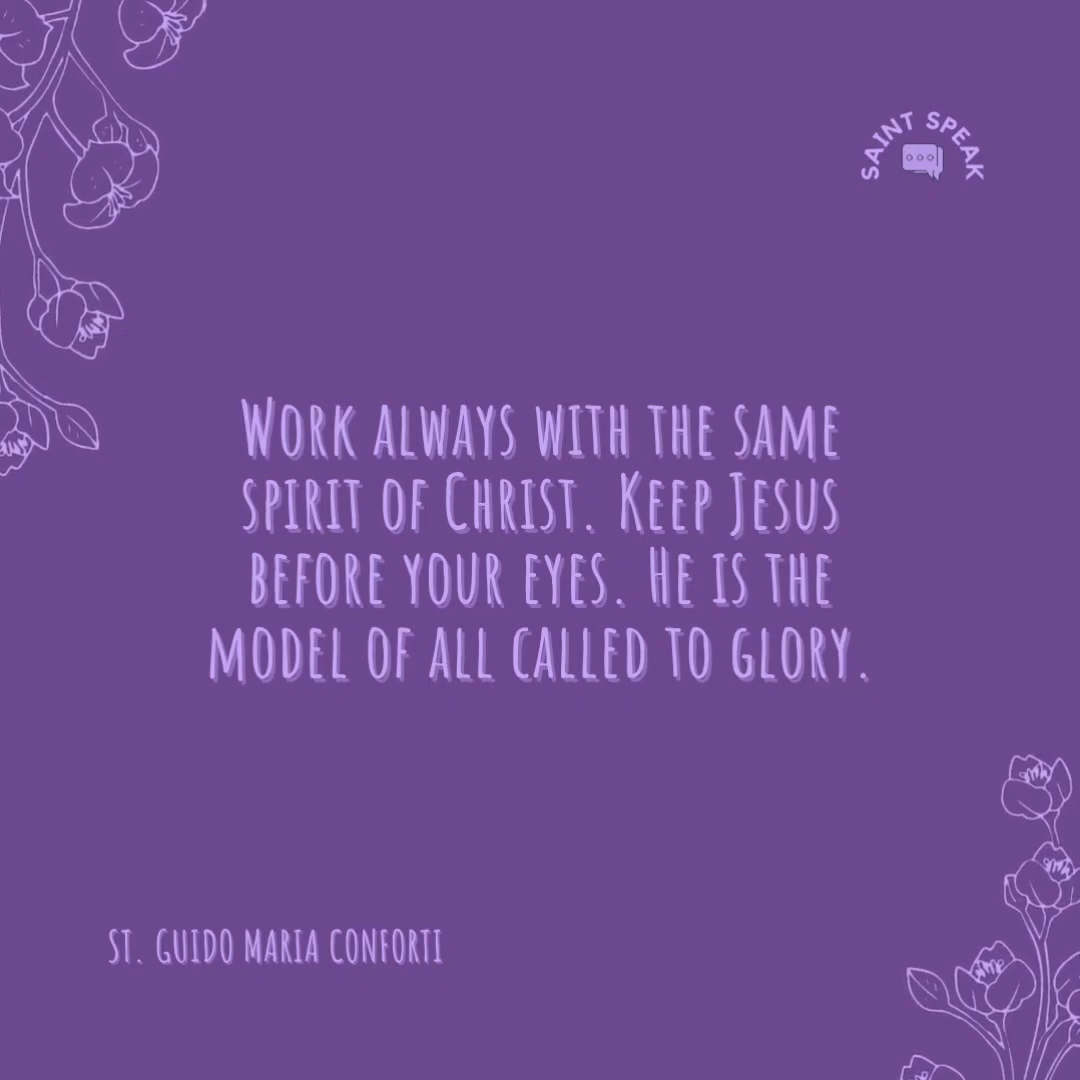 SAINT SPEAK
Work always with the same
spirit of Christ. Keep Jesus
before your eyes. He is the
model of all called to glory.
St. Guido Maria Conforti